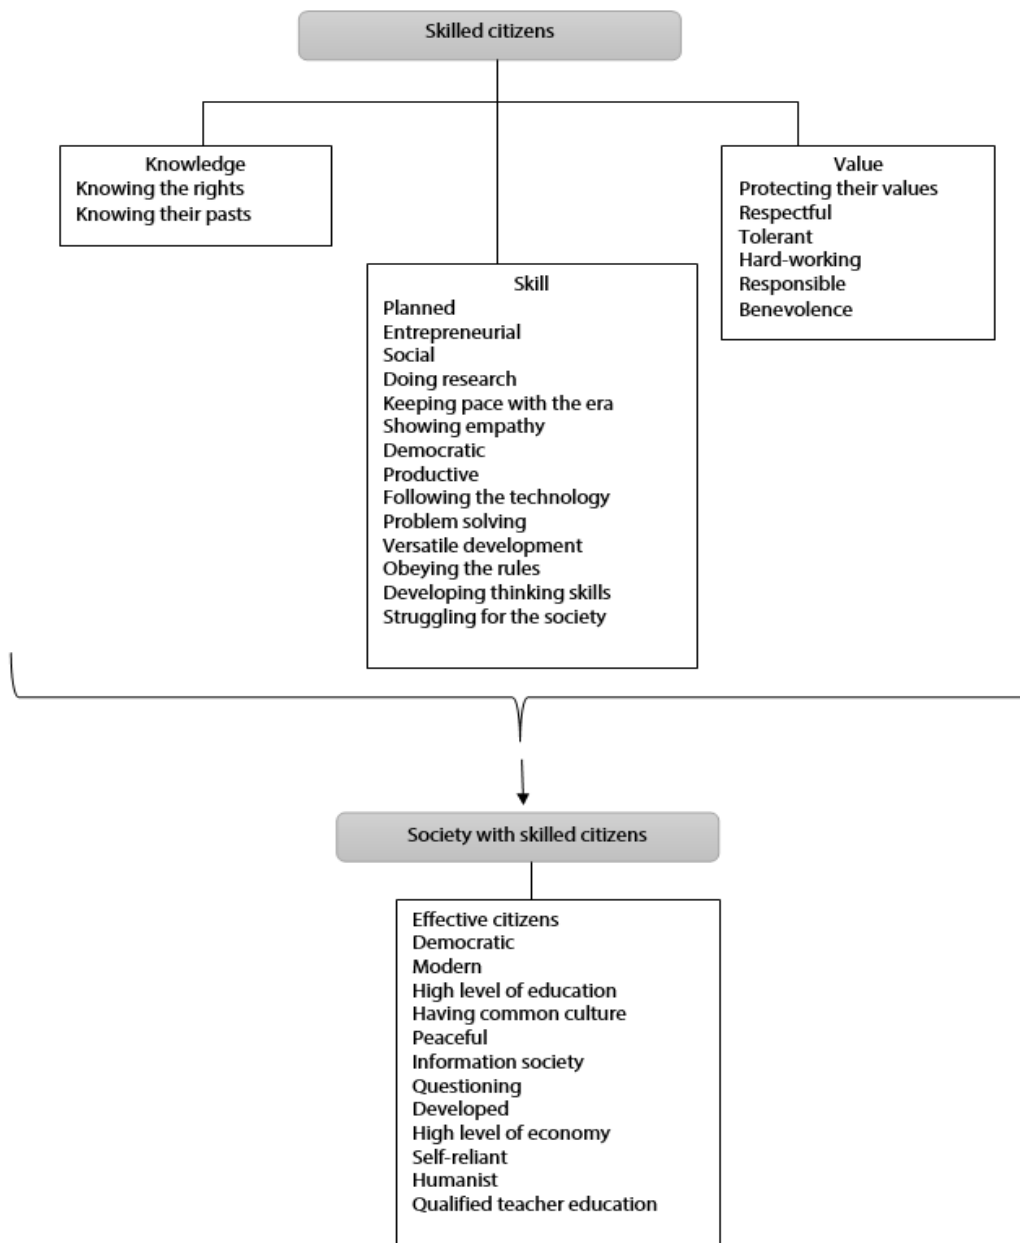 Skilled citizens
Knowledge
Knowing the rights
Knowing their pasts
Value
Protecting their values
Respectful
Tolerant
Hard-working
Responsible
Benevolence
Skill
Planned
Entrepreneurial
Social
Doing research
Keeping pace with the era
Showing empathy
Democratic
Productive
Following the technology
Problem solving
Versatile development
Obeying the rules
Developing thinking skills
Struggling for the society
Society with skilled citizens
Effective citizens
Democratic
Modern
High level of education
Having common culture
Peaceful
Information society
Questioning
Developed
High level of economy
Self-reliant
Humanist
Qualified teacher education